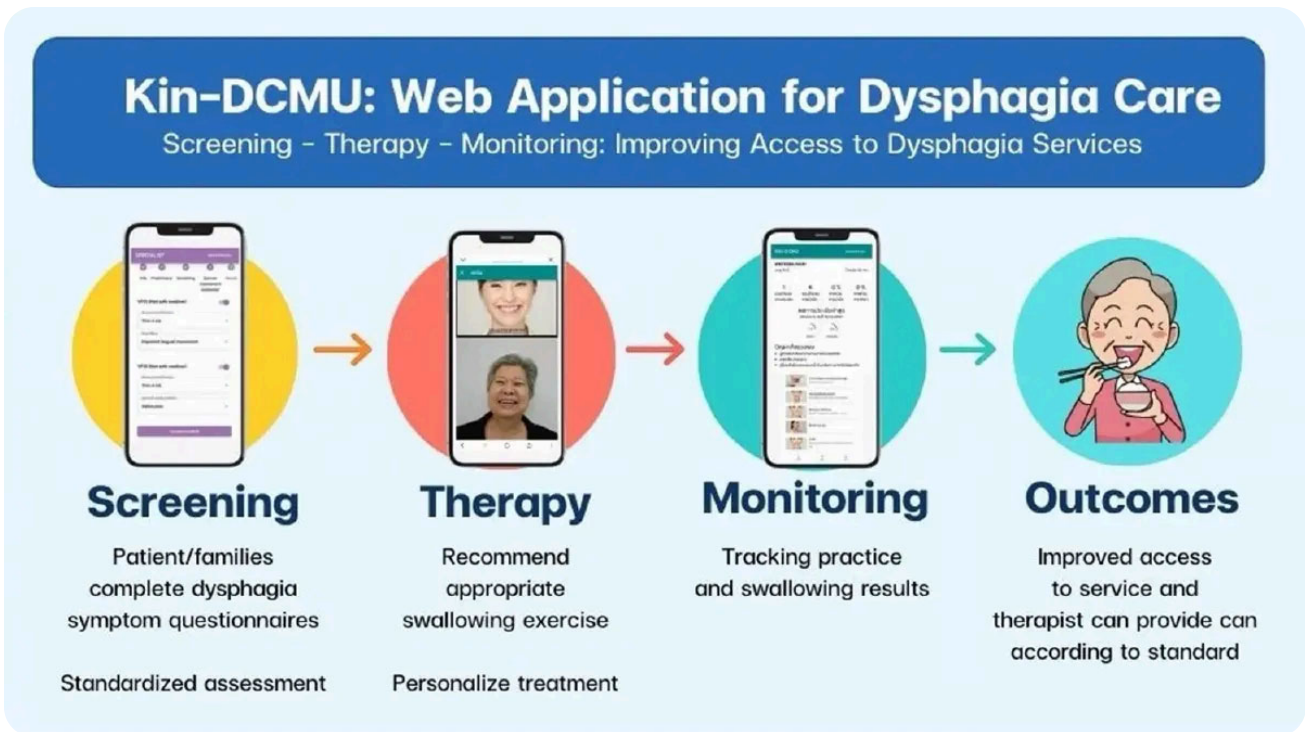 Kin-DCMU: Web Application for Dysphagia Care
Screening - Therapy - Monitoring: Improving Access to Dysphagia Services
Screening
Patient/families
complete dysphagia
symptom questionnaires
Standardized assessment
Therapy
Recommend
appropriate
swallowing exercise
Personalize treatment
Monitoring
Tracking practice
and swallowing results
Outcomes
Improved access
to service and
therapist can provide can
according to standard